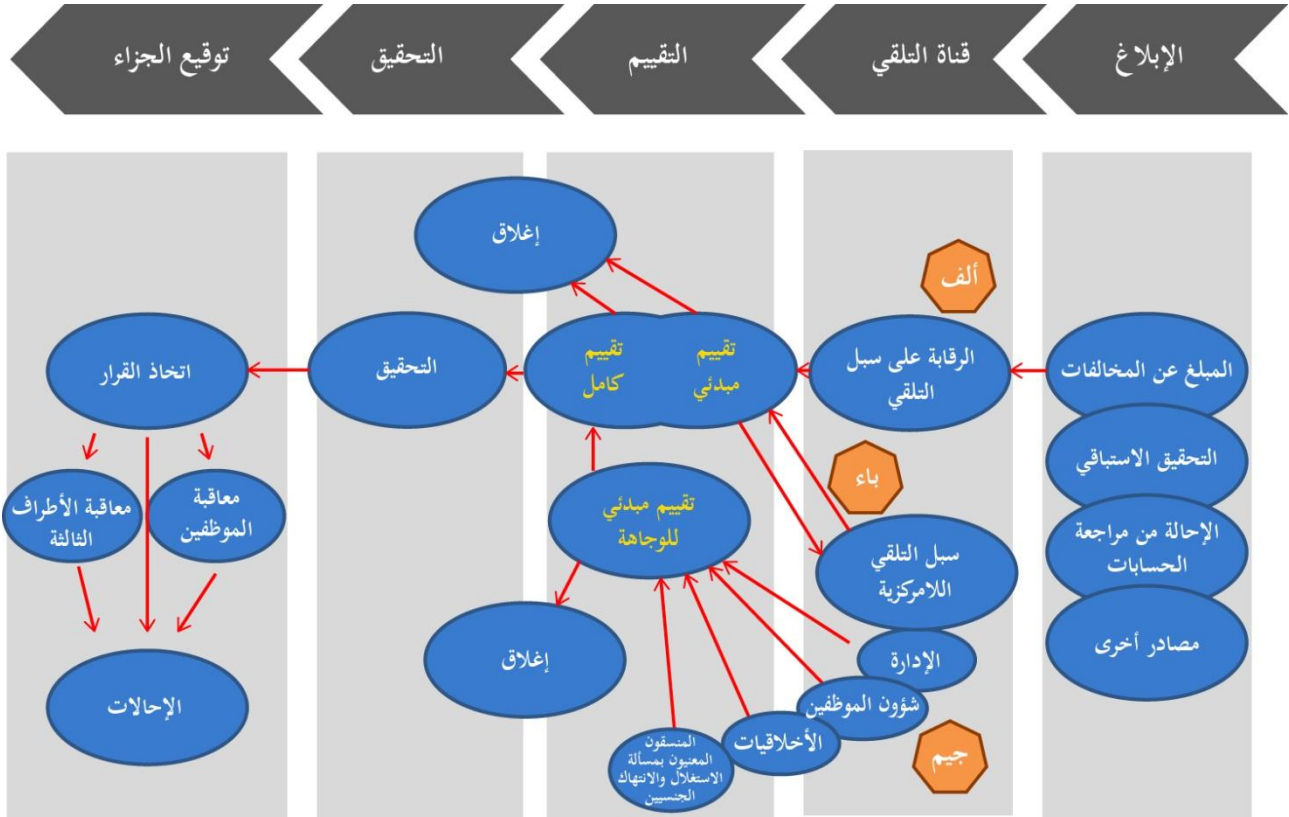 الإبلاغ
قناة التلقي
التقييم
التحقيق
توقيع الجزاء
المبلغ عن المخالفات
التحقيق الاستباقي
الإحالة من مراجعة
الحسابات
مصادر أخرى
ألف
الرقابة على سبل
التلقي
باء
سبل التلقي
اللامركزية
الإدارة
شؤون الموظفين
الأخلاقيات
المنسقون
المعنيون بمسألة
الاستغلال والانتهاك
الجنسيين
جيم
إغلاق
تقييم
مبدئي
تقييم
كامل
تقييم مبدئي
للوجاهة
إغلاق
التحقيق
اتخاذ القرار
معاقبة
الموظفين
معاقبة الأطراف
الثالثة
الإحالات